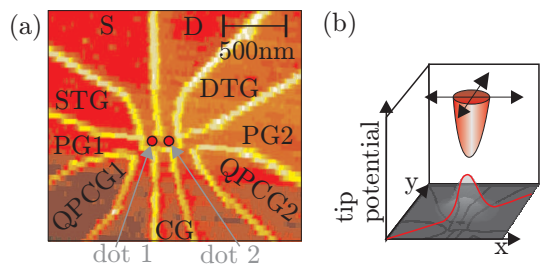 (a)
S
D
500nm
STG
DTG
PG1
PG2
QPCG1
QPCG2
CG
dot 1
dot 2
(b)
tip
potential
y
x